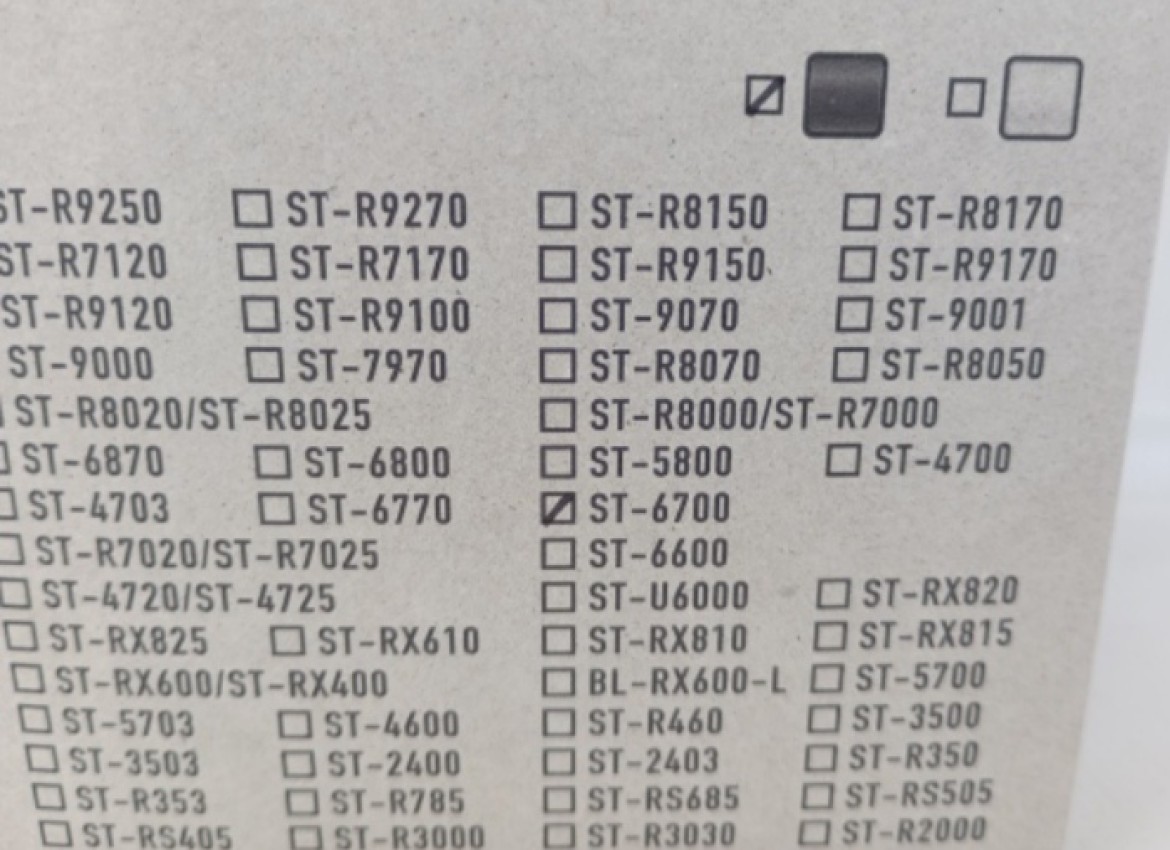 ST-R9250 ST-R9270 ST-R8150 ST-R8170
ST-R7120 ST-R7170 ST-R9150 ST-R9170
ST-R9120 ST-R9100 ST-9070 ST-9001
ST-9000 ST-7970 ST-R8070 ST-R8050
ST-R8020/ST-R8025 ST-R8000/ST-R7000
ST-6870 ST-6800 ST-5800 ST-4700
ST-4703 ST-6770 ST-6700
ST-R7020/ST-R7025 ST-6600
ST-4720/ST-4725 ST-U6000 ST-RX820
ST-RX825 ST-RX610 ST-RX810 ST-RX815
ST-RX600/ST-RX400 BL-RX600-L ST-5700
ST-5703 ST-4600 ST-R460 ST-3500
ST-3503 ST-2400 ST-2403 ST-R350
ST-R353 ST-R785 ST-RS685 ST-RS505
ST-RS405 ST-R3000 ST-R3030 ST-R2000